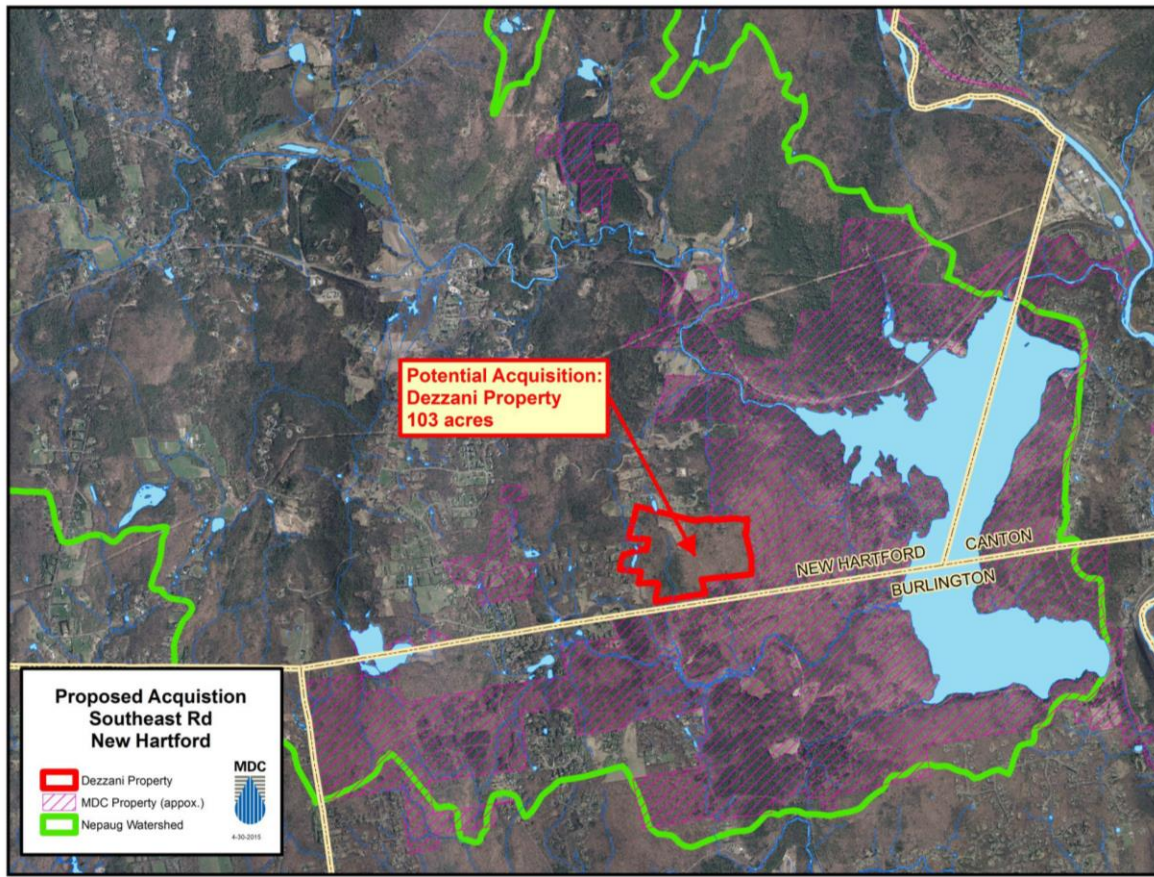 Potential Acquisition:
Dezzani Property
103 acres
NEW HARTFORD
CANTON
BURLINGTON
Proposed Acquistion
Southeast Rd
New Hartford
MDC
Dezzani Property
MDC Property (appox.)
Nepaug Watershed
4-30-2015